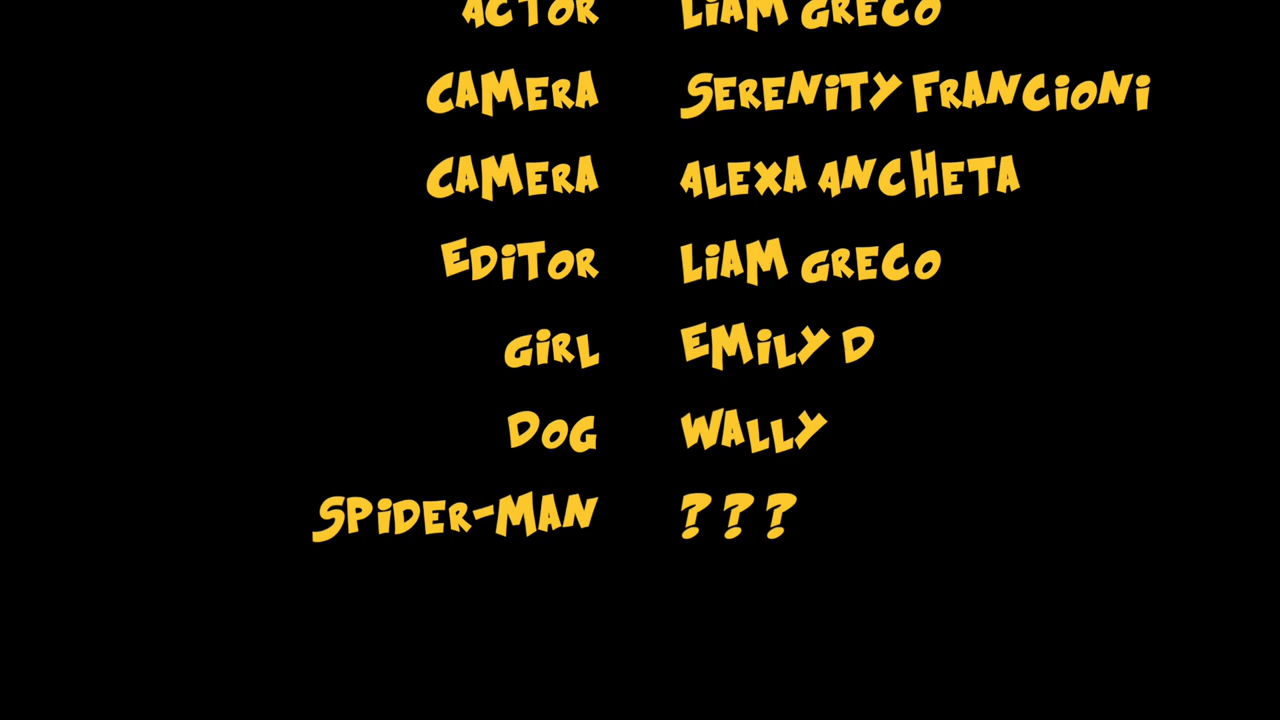 ACTOR LIAM GRECO
CAMERA SERENITY FRANCIONI
CAMERA ALEXA ANCHETA
EDITOR LIAM GRECO
GIRL EMILY D
DOG WALLY
SPIDER-MAN ???